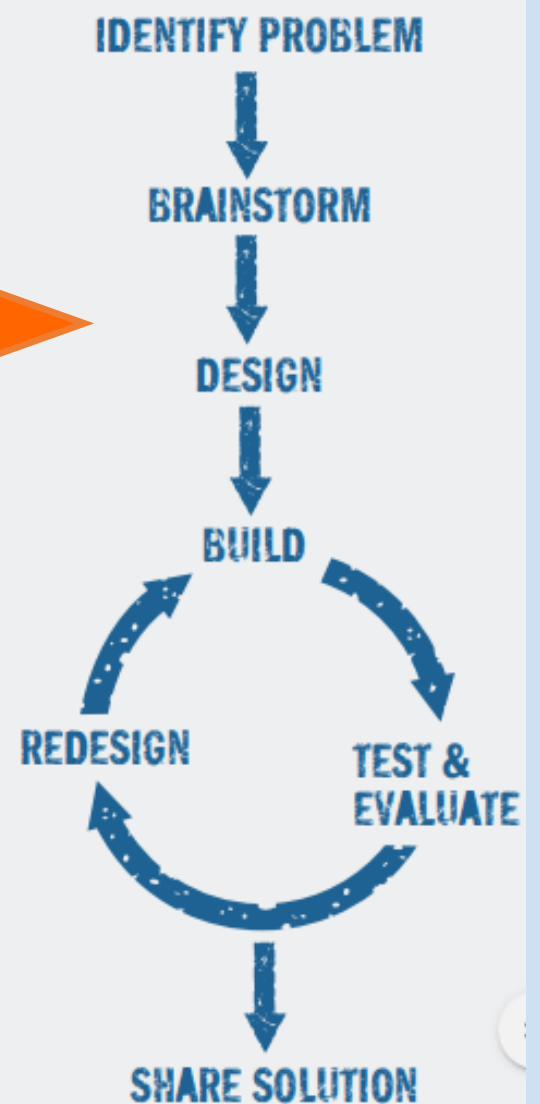 IDENTIFY PROBLEM
BRAINSTORM
DESIGN
BUILD
REDESIGN
TEST &
EVALUATE
SHARE SOLUTION